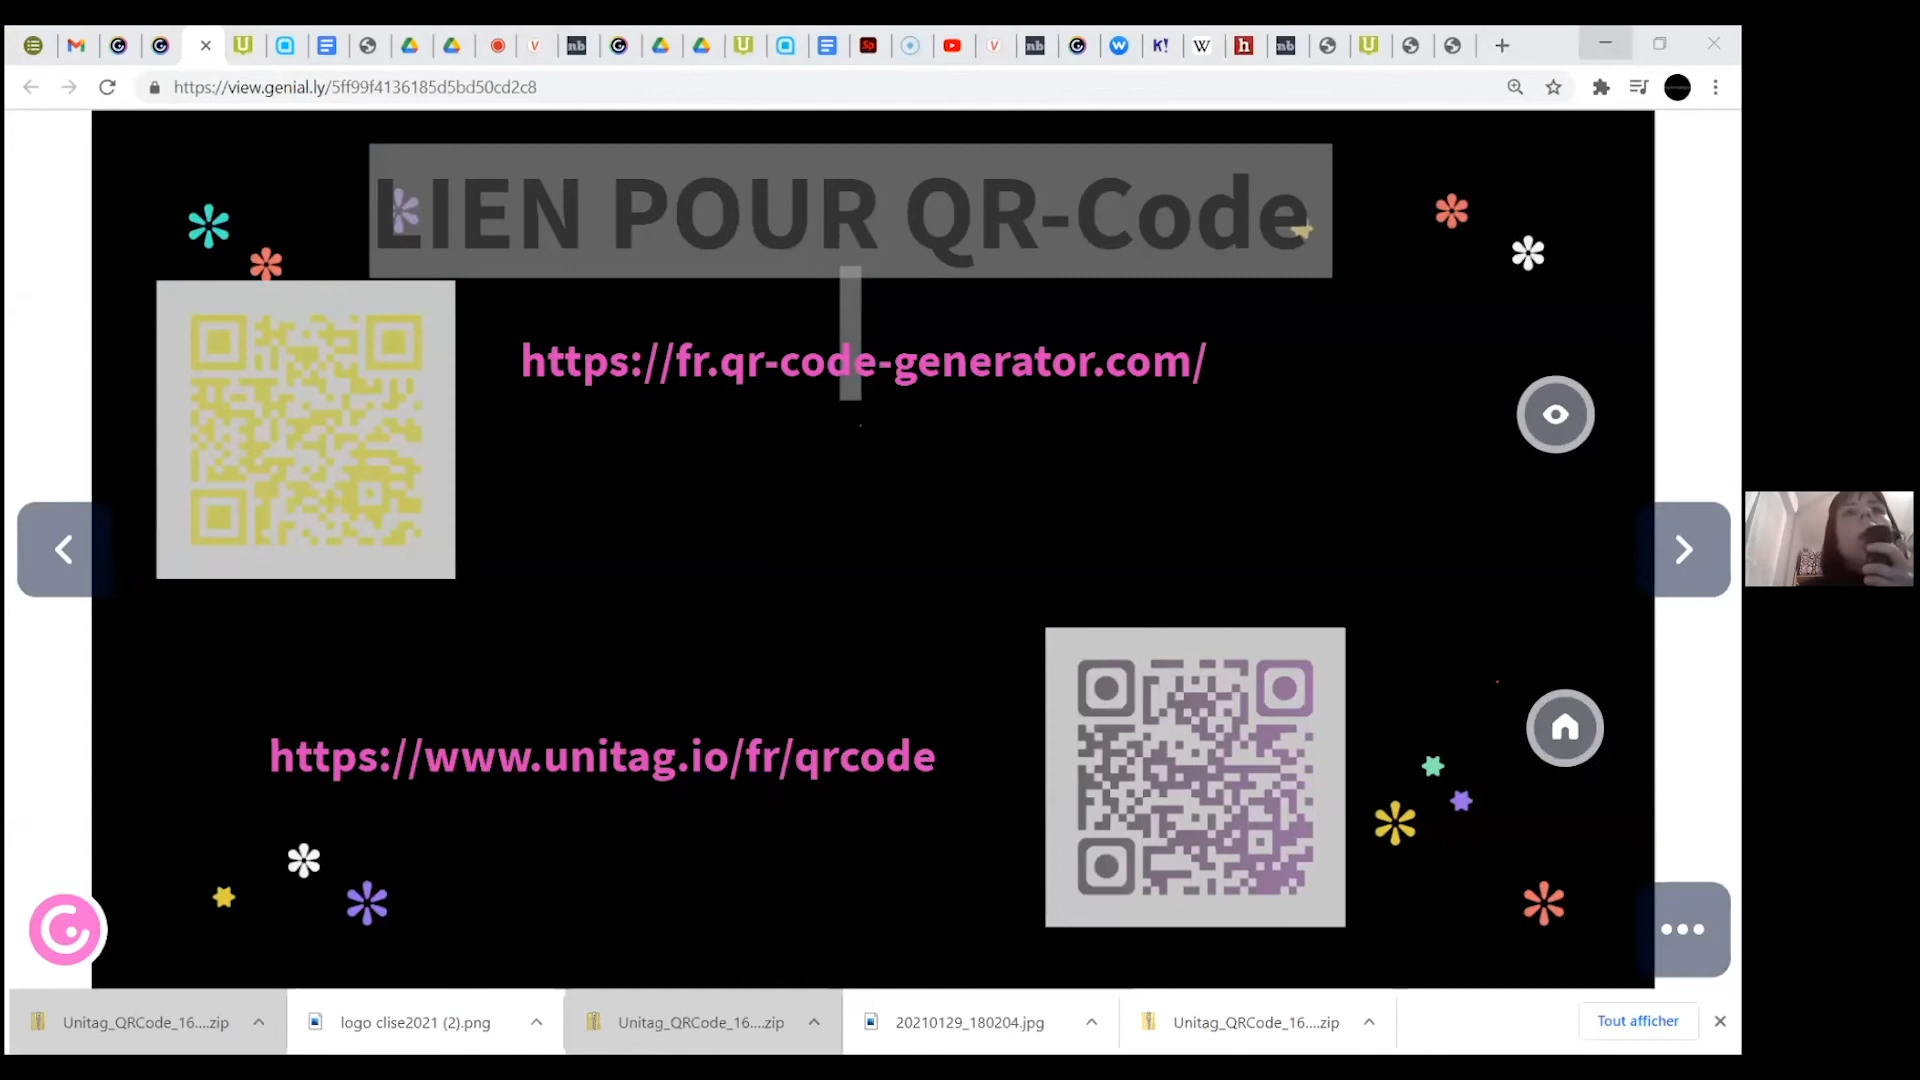 https://view.genial.ly/5ff99f4136185d5bd50cd2c8
LIEN POUR QR-Code
https://fr.qr-code-generator.com/
https://www.unitag.io/fr/qrcode
Unitag_QRCode_16....zip
logo clise2021 (2).png
Unitag_QRCode_16....zip
20210129_180204.jpg
Unitag_QRCode_16....zip
Tout afficher